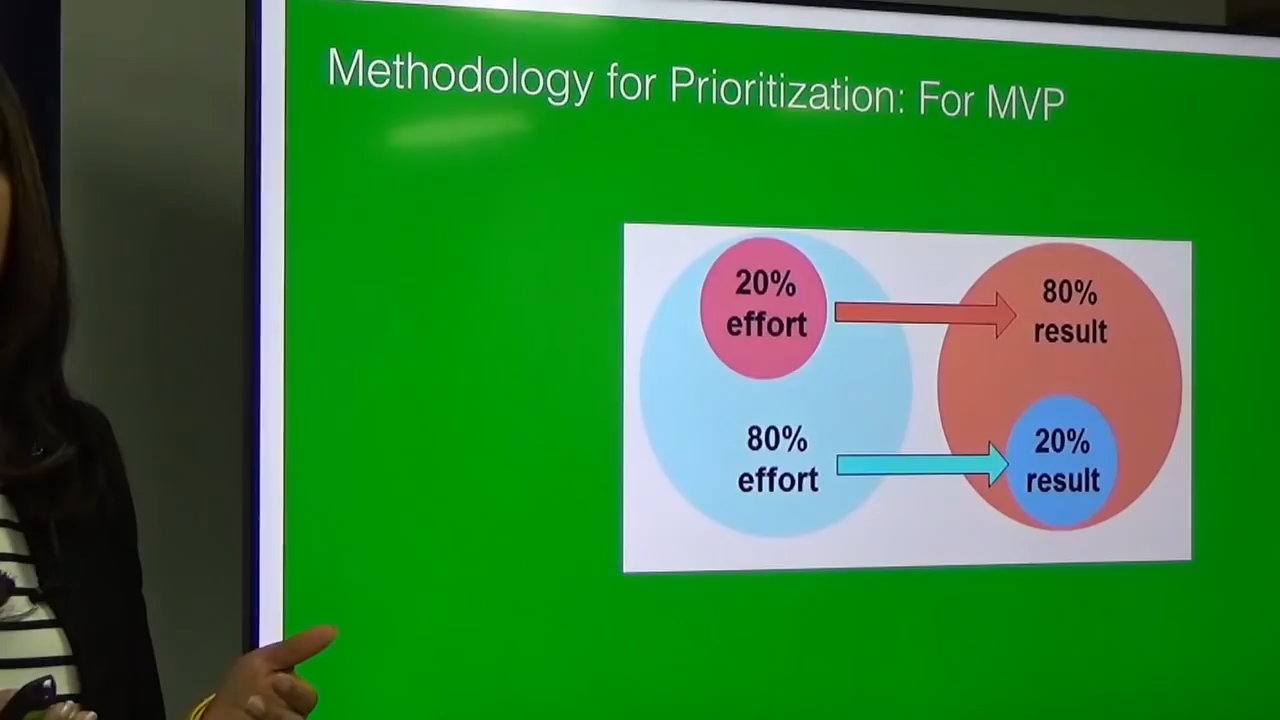 Methodology for Prioritization: For MVP
20%
effort
80%
result
80%
effort
20%
result